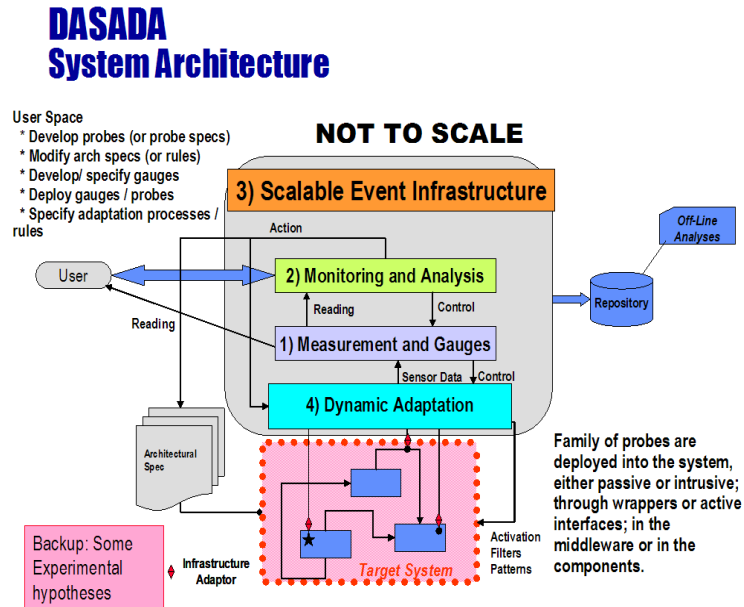 DASADA
System Architecture
User Space
* Develop probes (or probe specs)
* Modify arch specs (or rules)
* Develop/ specify gauges
* Deploy gauges / probes
* Specify adaptation processes /
rules
NOT TO SCALE
3) Scalable Event Infrastructure
Action
Off-Line
Analyses
User
2) Monitoring and Analysis
Repository
Reading
Reading
Control
1) Measurement and Gauges
Sensor Data
Control
4) Dynamic Adaptation
Architectural
Spec
Family of probes are
deployed into the system,
either passive or intrusive;
through wrappers or active
interfaces; in the
middleware or in the
components.
Activation
Filters
Patterns
Target System
Infrastructure
Adaptor
Backup: Some
Experimental
hypotheses